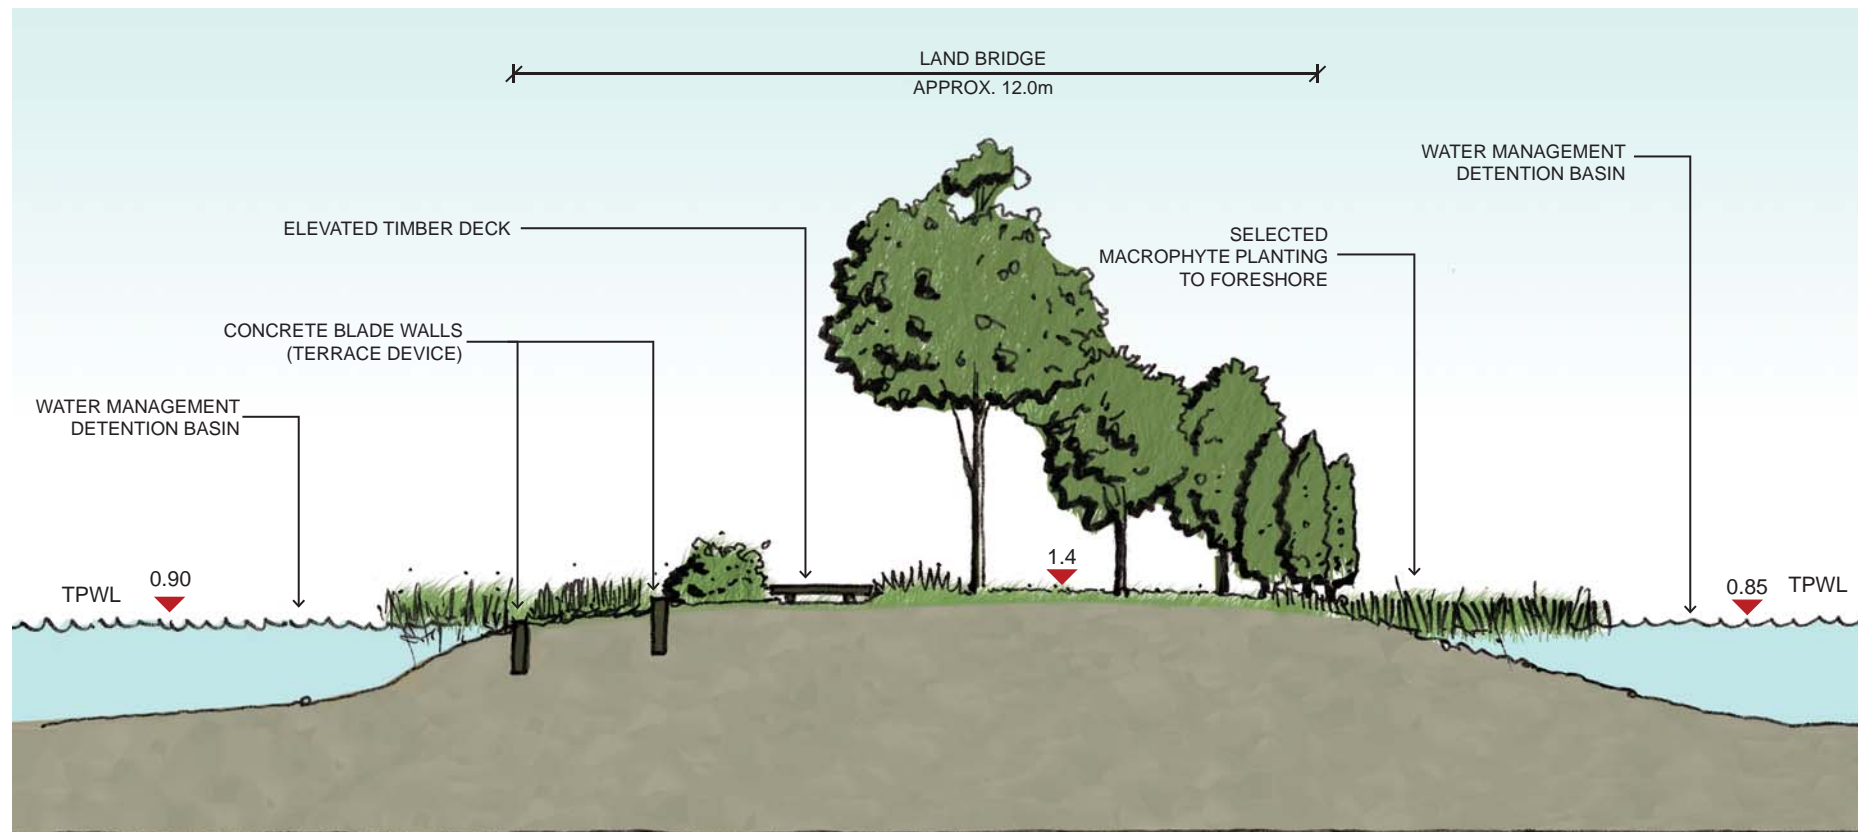 LAND BRIDGE
APPROX. 12.0m
WATER MANAGEMENT
DETENTION BASIN
ELEVATED TIMBER DECK
SELECTED
MACROPHYTE PLANTING
TO FORESHORE
CONCRETE BLADE WALLS
(TERRACE DEVICE)
WATER MANAGEMENT
DETENTION BASIN
TPWL 0.90
1.4
0.85 TPWL